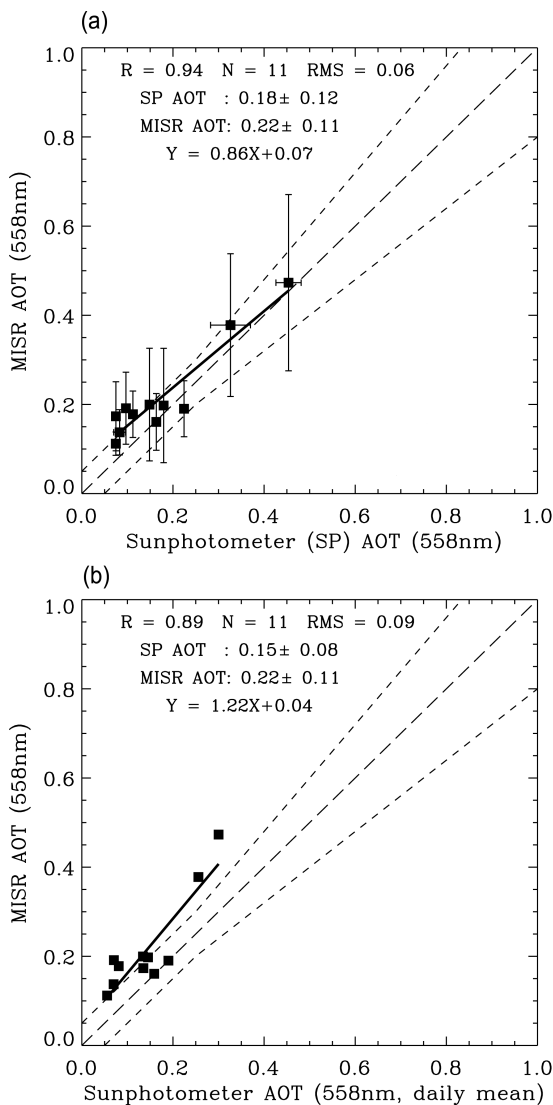 (a)
R = 0.94 N = 11 RMS = 0.06
SP AOT : 0.18± 0.12
MISR AOT: 0.22± 0.11
Y = 0.86X+0.07
1.0
0.8
0.6
0.4
0.2
0.0
MISR AOT (558nm)
0.0 0.2 0.4 0.6 0.8 1.0
Sunphotometer (SP) AOT (558nm)
(b)
R = 0.89 N = 11 RMS = 0.09
SP AOT : 0.15± 0.08
MISR AOT: 0.22± 0.11
Y = 1.22X+0.04
1.0
0.8
0.6
0.4
0.2
0.0
MISR AOT (558nm)
0.0 0.2 0.4 0.6 0.8 1.0
Sunphotometer AOT (558nm, daily mean)